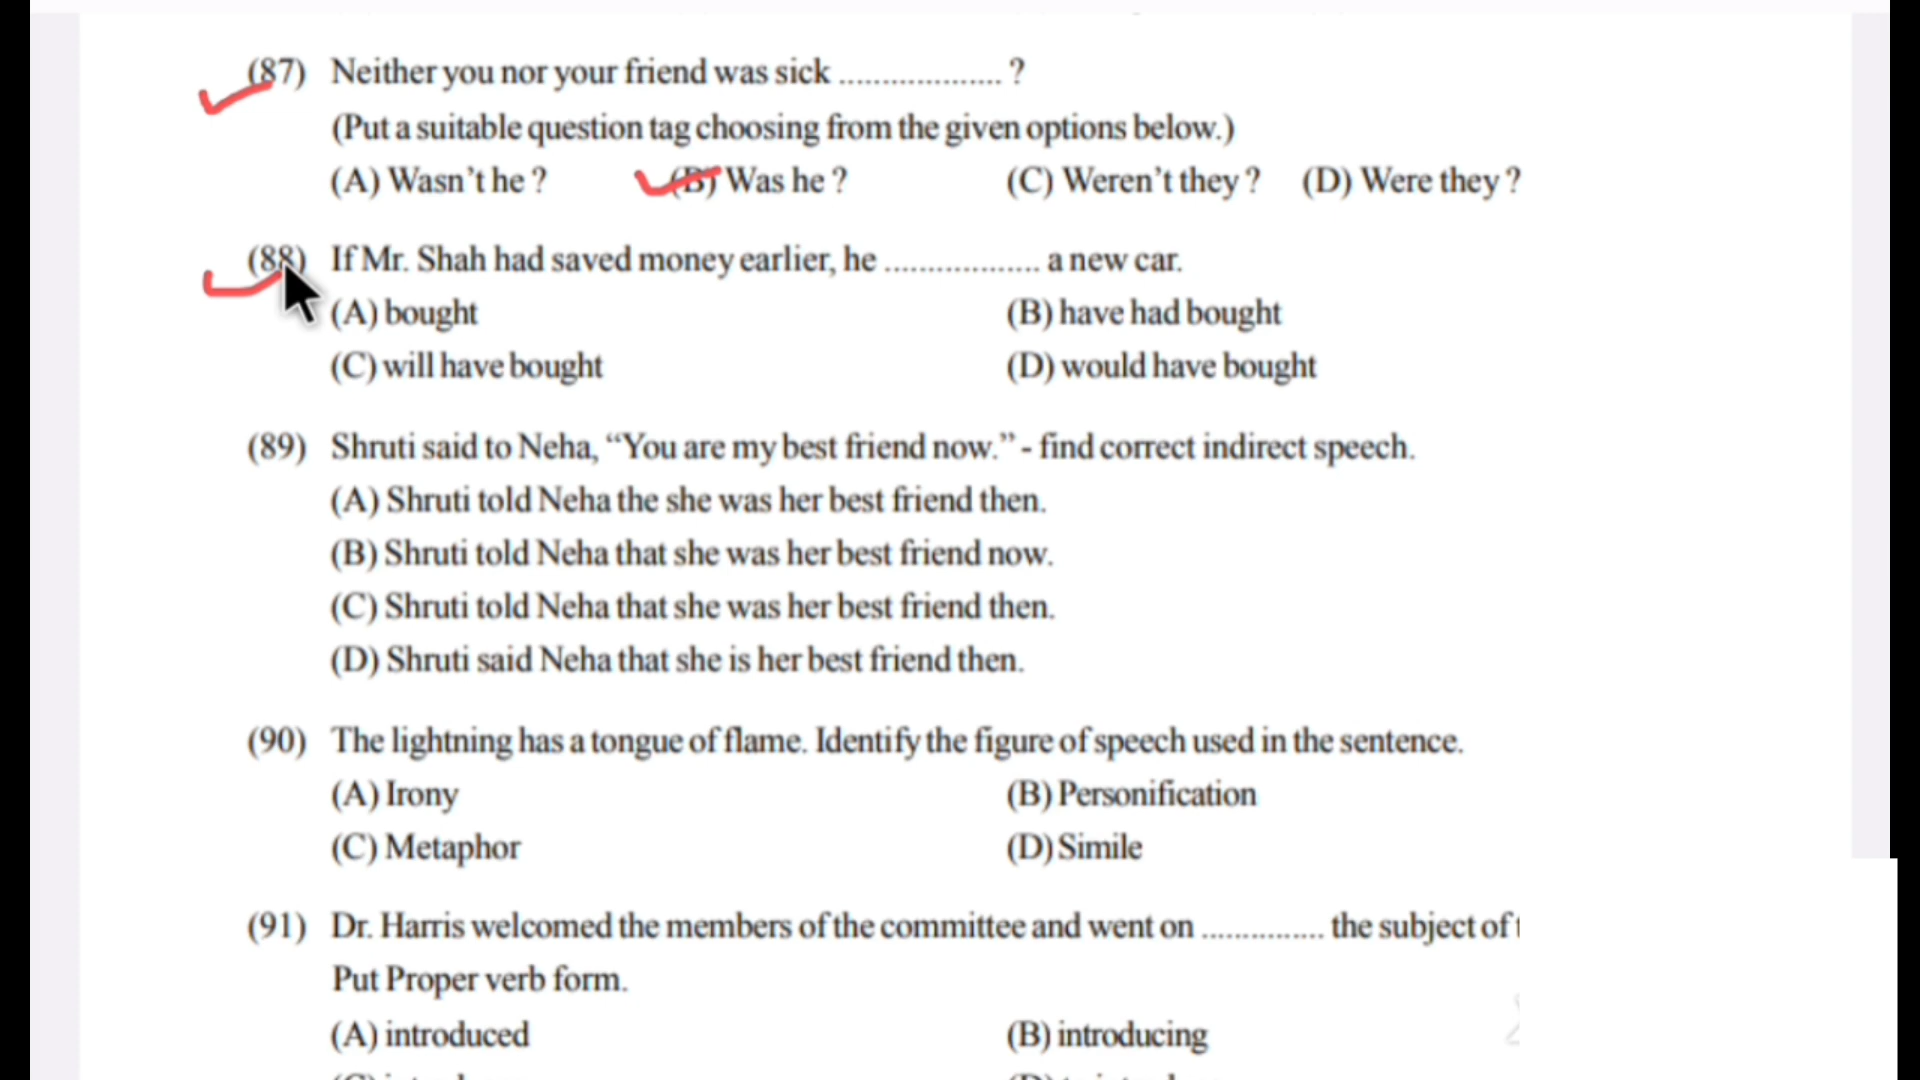 (87) Neither you nor your friend was sick ................... ?
(Put a suitable question tag choosing from the given options below.)
(A) Wasn't he ? (B) Was he ? (C) Weren't they ? (D) Were they ?
(88) If Mr. Shah had saved money earlier, he .................. a new car.
(A) bought (B) have had bought
(C) will have bought (D) would have bought
(89) Shruti said to Neha, “You are my best friend now.” - find correct indirect speech.
(A) Shruti told Neha the she was her best friend then.
(B) Shruti told Neha that she was her best friend now.
(C) Shruti told Neha that she was her best friend then.
(D) Shruti said Neha that she is her best friend then.
(90) The lightning has a tongue of flame. Identify the figure of speech used in the sentence.
(A) Irony (B) Personification
(C) Metaphor (D) Simile
(91) Dr. Harris welcomed the members of the committee and went on ............... the subject of
Put Proper verb form.
(A) introduced (B) introducing